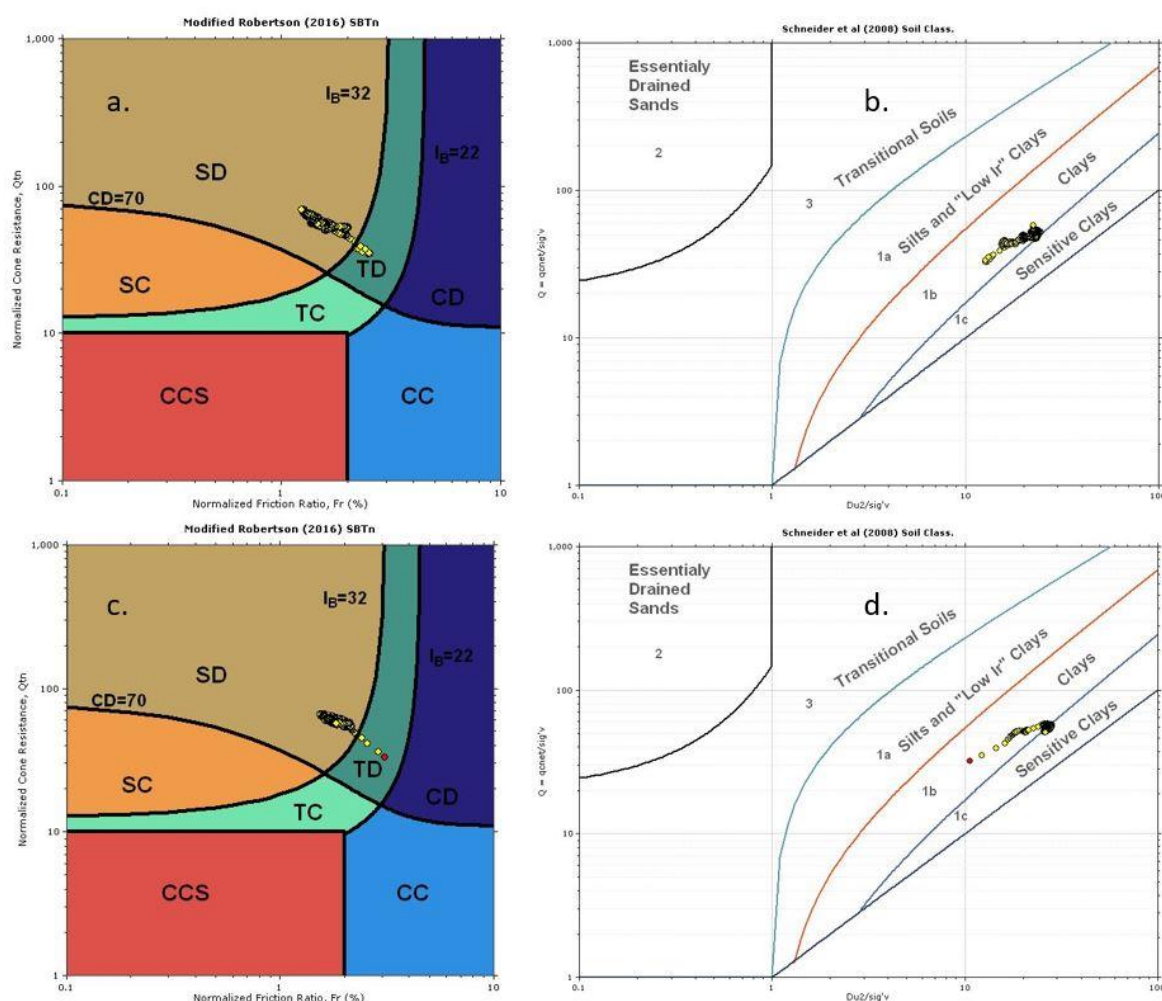 Modified Robertson (2016) SBTn
1,000
100
10
1
Normalized Cone Resistance, Qtn
a.
IB=32
SD
IB=22
CD=70
SC
TD
CD
TC
CCS
CC
0.1
1
10
Normalized Friction Ratio, Fr (%)
Schneider et al (2008) Soil Class.
1,000
100
10
1
Q = qcnet/sig'v
Essentialy
Drained
Sands
2
b.
Transitional Soils
3
Silts and "Low Ir" Clays
1a
Clays
1b
Sensitive Clays
1c
0.1
1
10
100
Du2/sig'v
Modified Robertson (2016) SBTn
1,000
100
10
1
Normalized Cone Resistance, Qtn
c.
IB=32
SD
IB=22
CD=70
SC
TD
CD
TC
CCS
CC
0.1
1
10
Normalized Friction Ratio, Fr (%)
Schneider et al (2008) Soil Class.
1,000
100
10
1
Q = qcnet/sig'v
Essentialy
Drained
Sands
2
d.
Transitional Soils
3
Silts and "Low Ir" Clays
1a
Clays
1b
Sensitive Clays
1c
0.1
1
10
100
Du2/sig'v